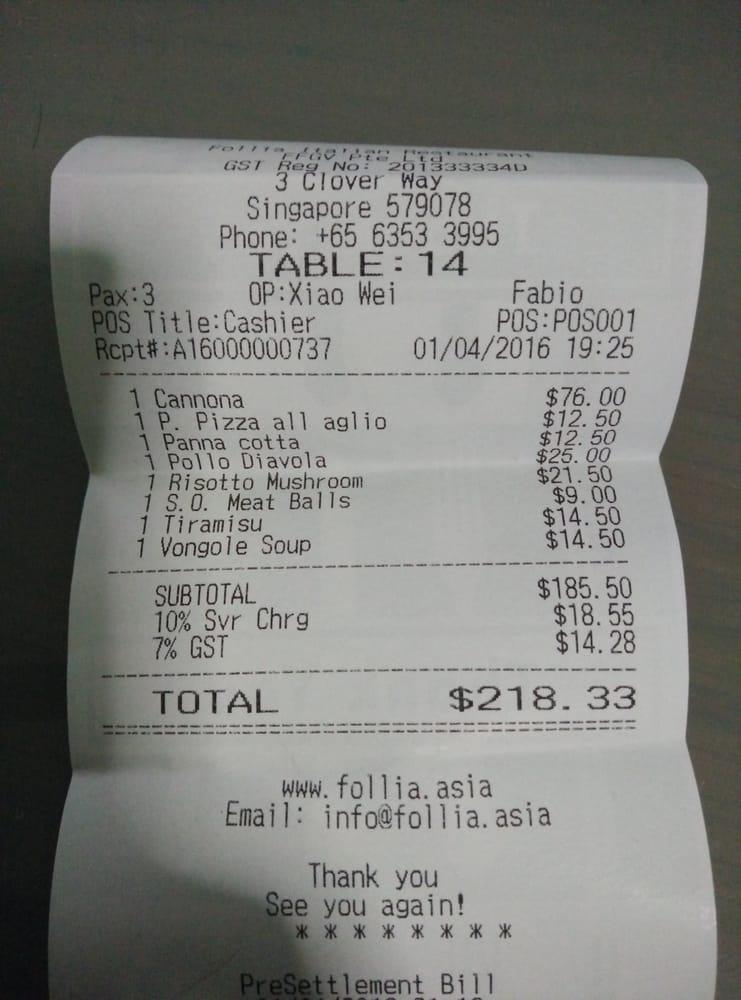 Follia Italian Restaurant
FFGV Pte Ltd
GST Reg No: 201333334D
3 Clover Way
Singapore 579078
Phone: +65 6353 3995
TABLE: 14
Pax:3 OP:Xiao Wei Fabio
POS Title:Cashier POS:POS001
Rcpt#:A16000000737 01/04/2016 19:25
1 Cannona $76.00
1 P. Pizza all aglio $12.50
1 Panna cotta $12.50
1 Pollo Diavola $25.00
1 Risotto Mushroom $21.50
1 S.O. Meat Balls $9.00
1 Tiramisu $14.50
1 Vongole Soup $14.50
SUBTOTAL $185.50
10% Svr Chrg $18.55
7% GST $14.28
TOTAL $218.33
www.follia.asia
Email: info@follia.asia
Thank you
See you again!
* * * * * * * *
PreSettlement Bill